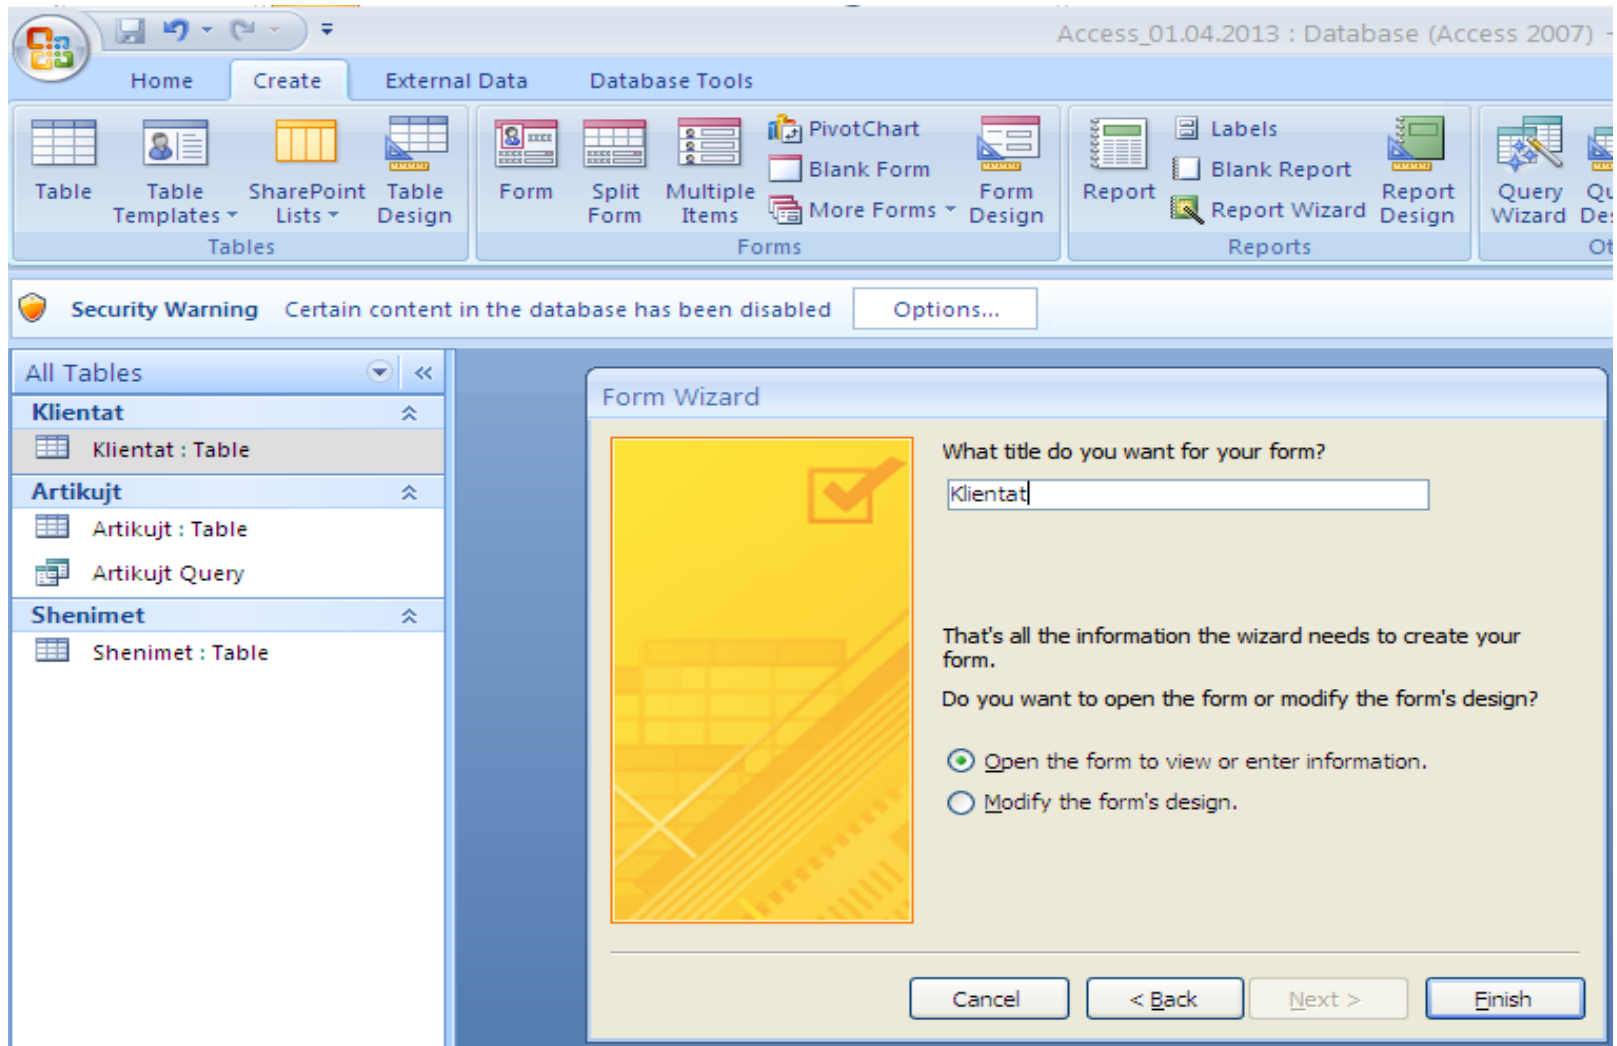 Access_01.04.2013 : Database (Access 2007) -
Home Create External Data Database Tools
Table
Table Templates
SharePoint Lists
Table Design
Tables
Form
Split Form
Multiple Items
PivotChart
Blank Form
More Forms
Form Design
Forms
Report
Labels
Blank Report
Report Wizard
Report Design
Reports
Query Wizard
Security Warning Certain content in the database has been disabled Options...
All Tables
Klientat
Klientat : Table
Artikujt
Artikujt : Table
Artikujt Query
Shenimet
Shenimet : Table
Form Wizard
What title do you want for your form?
Klientat
That's all the information the wizard needs to create your
form.
Do you want to open the form or modify the form's design?
Open the form to view or enter information.
Modify the form's design.
Cancel < Back Next > Finish